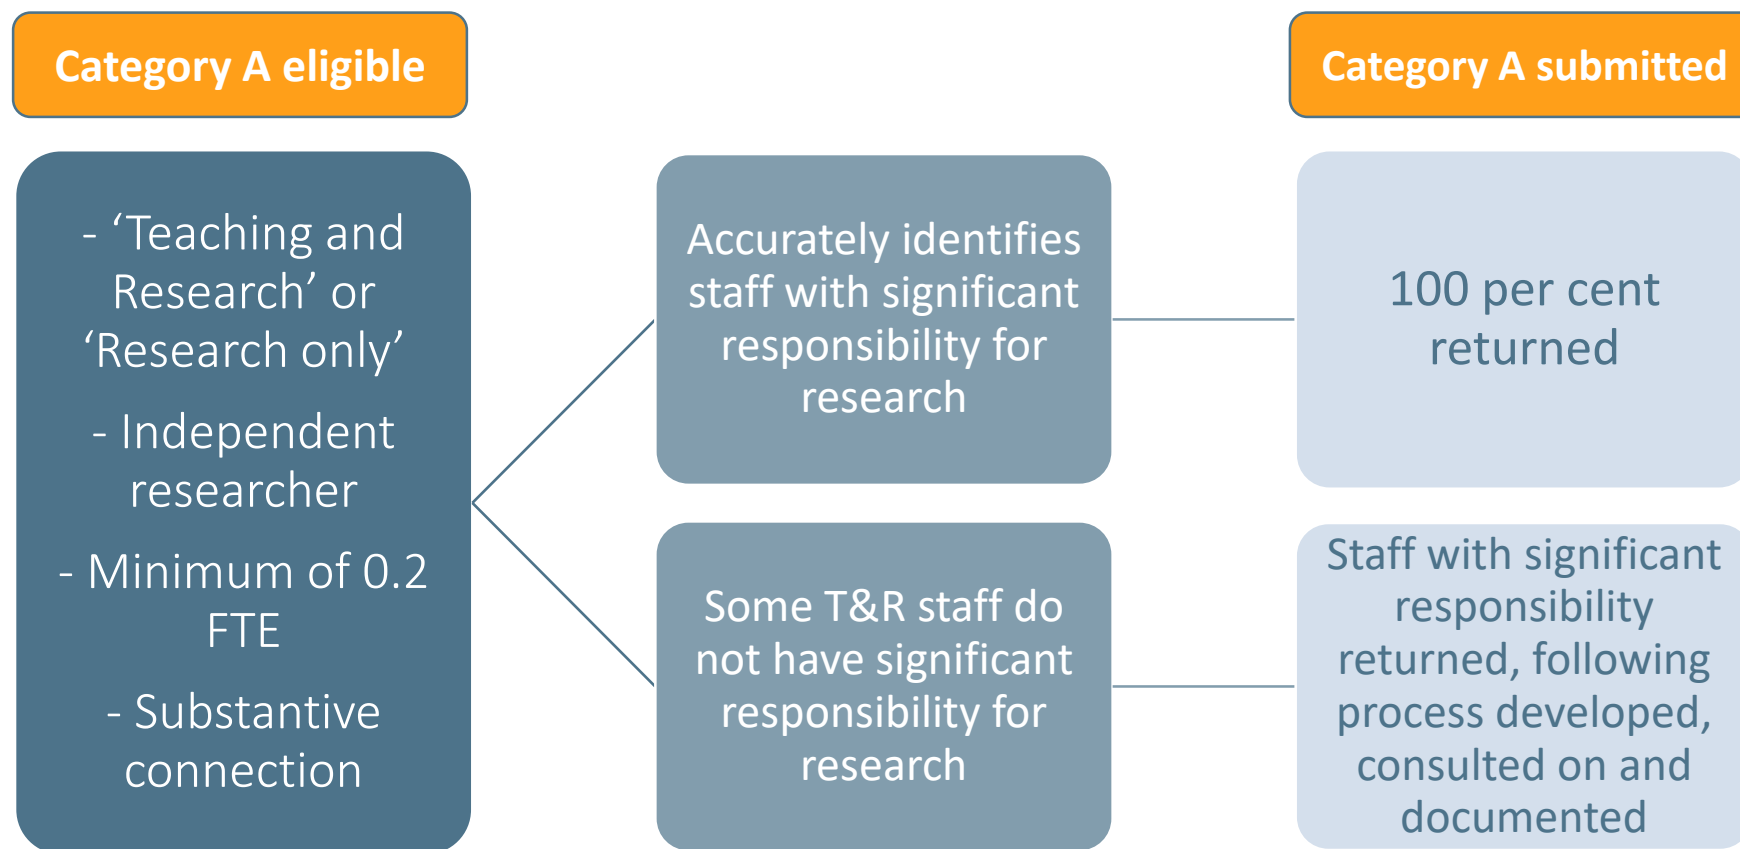 Category A eligible
Category A submitted
- ‘Teaching and
Research’ or
‘Research only’
- Independent
researcher
- Minimum of 0.2
FTE
- Substantive
connection
Accurately identifies
staff with significant
responsibility for
research
100 per cent
returned
Some T&R staff do
not have significant
responsibility for
research
Staff with significant
responsibility
returned, following
process developed,
consulted on and
documented